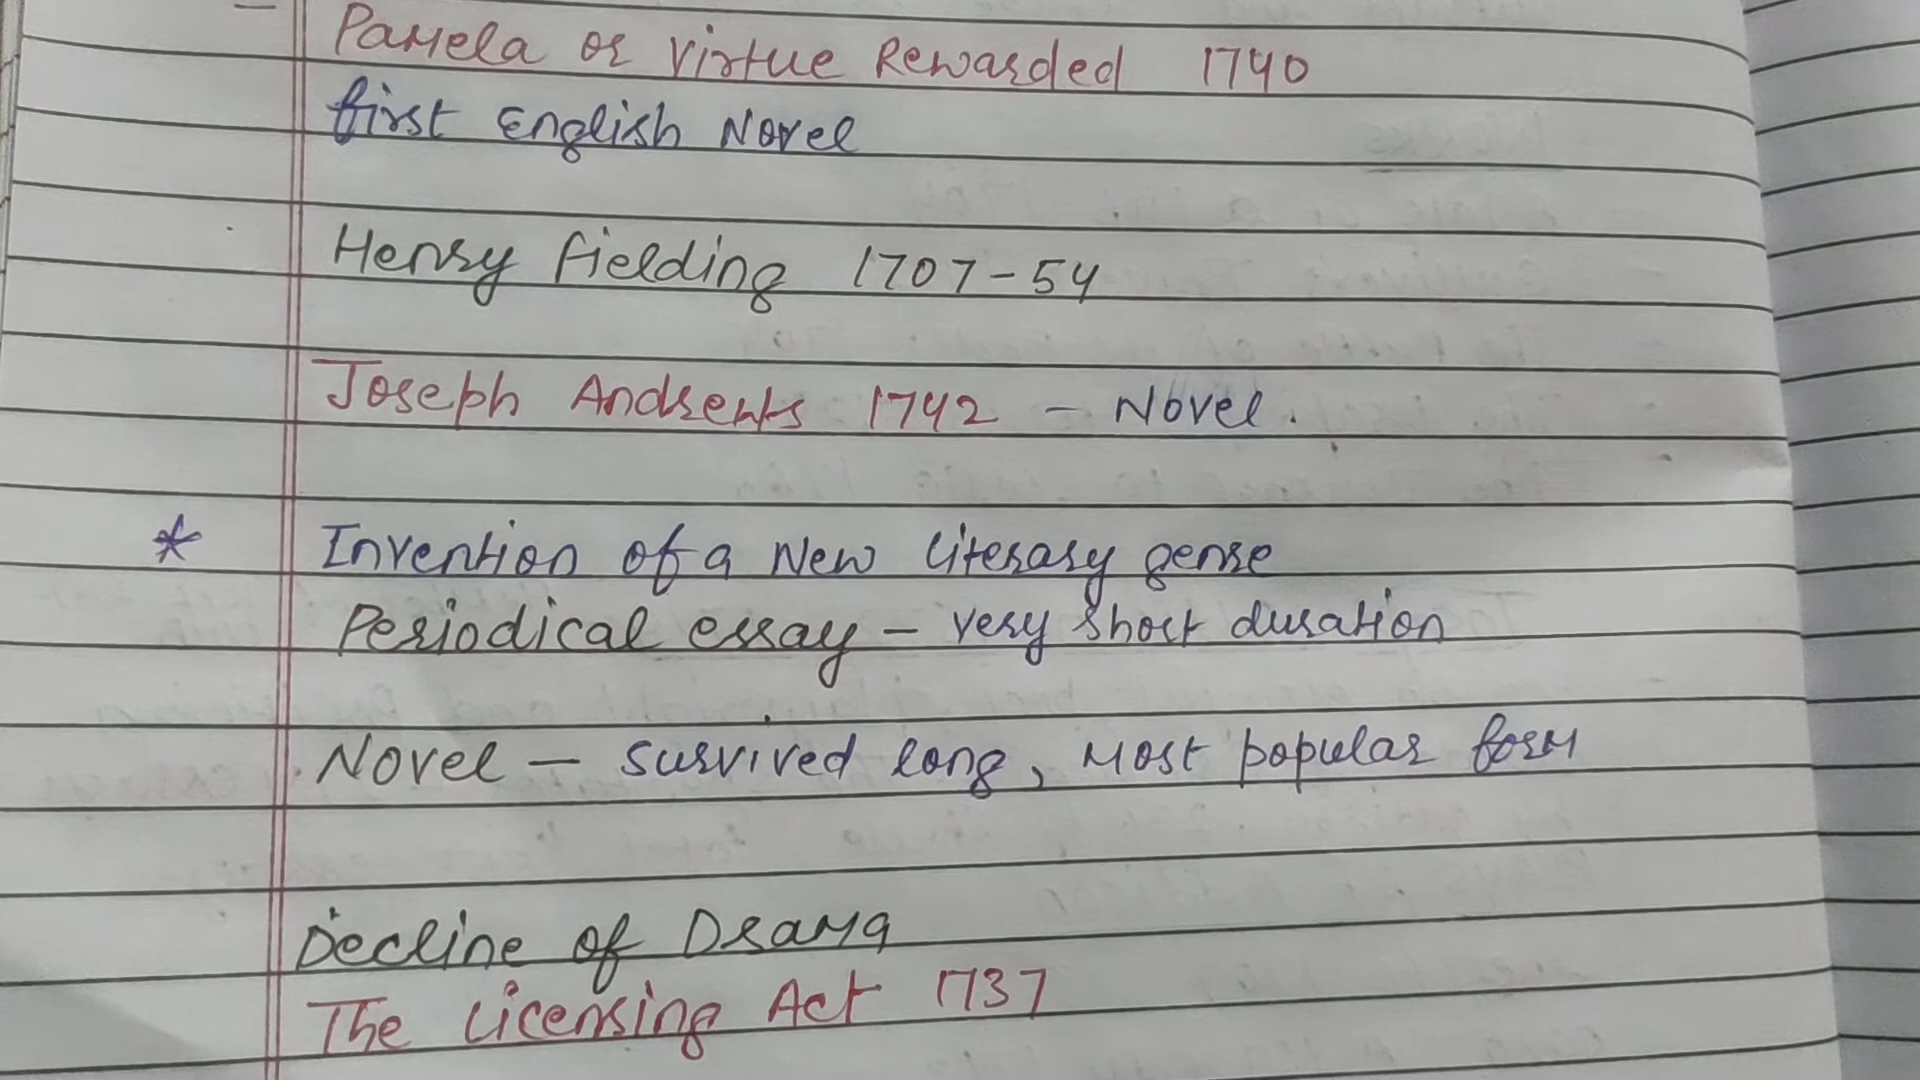 Pamela or Virtue Rewarded 1740
first English Novel
Henry Fielding 1707-54
Joseph Andrews 1742 - Novel.
* Invention of a New Literary genre
Periodical essay - very short duration
Novel - survived long, most popular form
Decline of Drama
The Licensing Act 1737